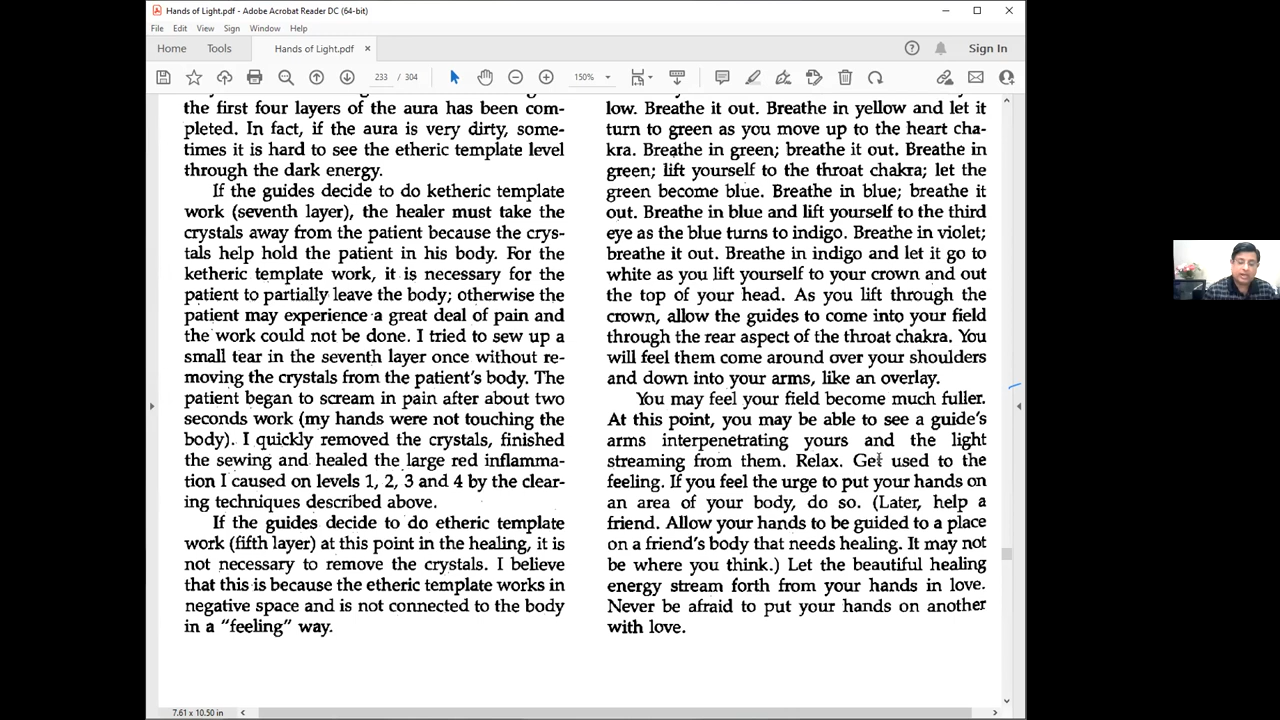 Hands of Light.pdf - Adobe Acrobat Reader DC (64-bit)
File Edit View Sign Window Help
Home Tools Hands of Light.pdf × Sign In
233 / 304 150%
the first four layers of the aura has been com-
pleted. In fact, if the aura is very dirty, some-
times it is hard to see the etheric template level
through the dark energy.
If the guides decide to do ketheric template
work (seventh layer), the healer must take the
crystals away from the patient because the crys-
tals help hold the patient in his body. For the
ketheric template work, it is necessary for the
patient to partially leave the body; otherwise the
patient may experience a great deal of pain and
the work could not be done. I tried to sew up a
small tear in the seventh layer once without re-
moving the crystals from the patient's body. The
patient began to scream in pain after about two
seconds work (my hands were not touching the
body). I quickly removed the crystals, finished
the sewing and healed the large red inflamma-
tion I caused on levels 1, 2, 3 and 4 by the clear-
ing techniques described above.
If the guides decide to do etheric template
work (fifth layer) at this point in the healing, it is
not necessary to remove the crystals. I believe
that this is because the etheric template works in
negative space and is not connected to the body
in a "feeling" way.
low. Breathe it out. Breathe in yellow and let it
turn to green as you move up to the heart cha-
kra. Breathe in green; breathe it out. Breathe in
green; lift yourself to the throat chakra; let the
green become blue. Breathe in blue; breathe it
out. Breathe in blue and lift yourself to the third
eye as the blue turns to indigo. Breathe in violet;
breathe it out. Breathe in indigo and let it go to
white as you lift yourself to your crown and out
the top of your head. As you lift through the
crown, allow the guides to come into your field
through the rear aspect of the throat chakra. You
will feel them come around over your shoulders
and down into your arms, like an overlay.
You may feel your field become much fuller.
At this point, you may be able to see a guide's
arms interpenetrating yours and the light
streaming from them. Relax. Get used to the
feeling. If you feel the urge to put your hands on
an area of your body, do so. (Later, help a
friend. Allow your hands to be guided to a place
on a friend's body that needs healing. It may not
be where you think.) Let the beautiful healing
energy stream forth from your hands in love.
Never be afraid to put your hands on another
with love.
7.61 x 10.50 in